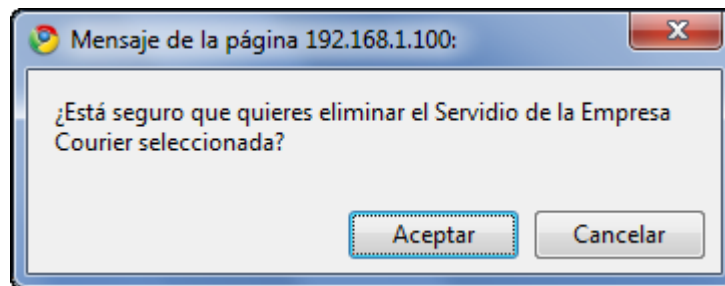 Mensaje de la página 192.168.1.100:
¿Está seguro que quieres eliminar el Servidio de la Empresa
Courier seleccionada?
Aceptar
Cancelar